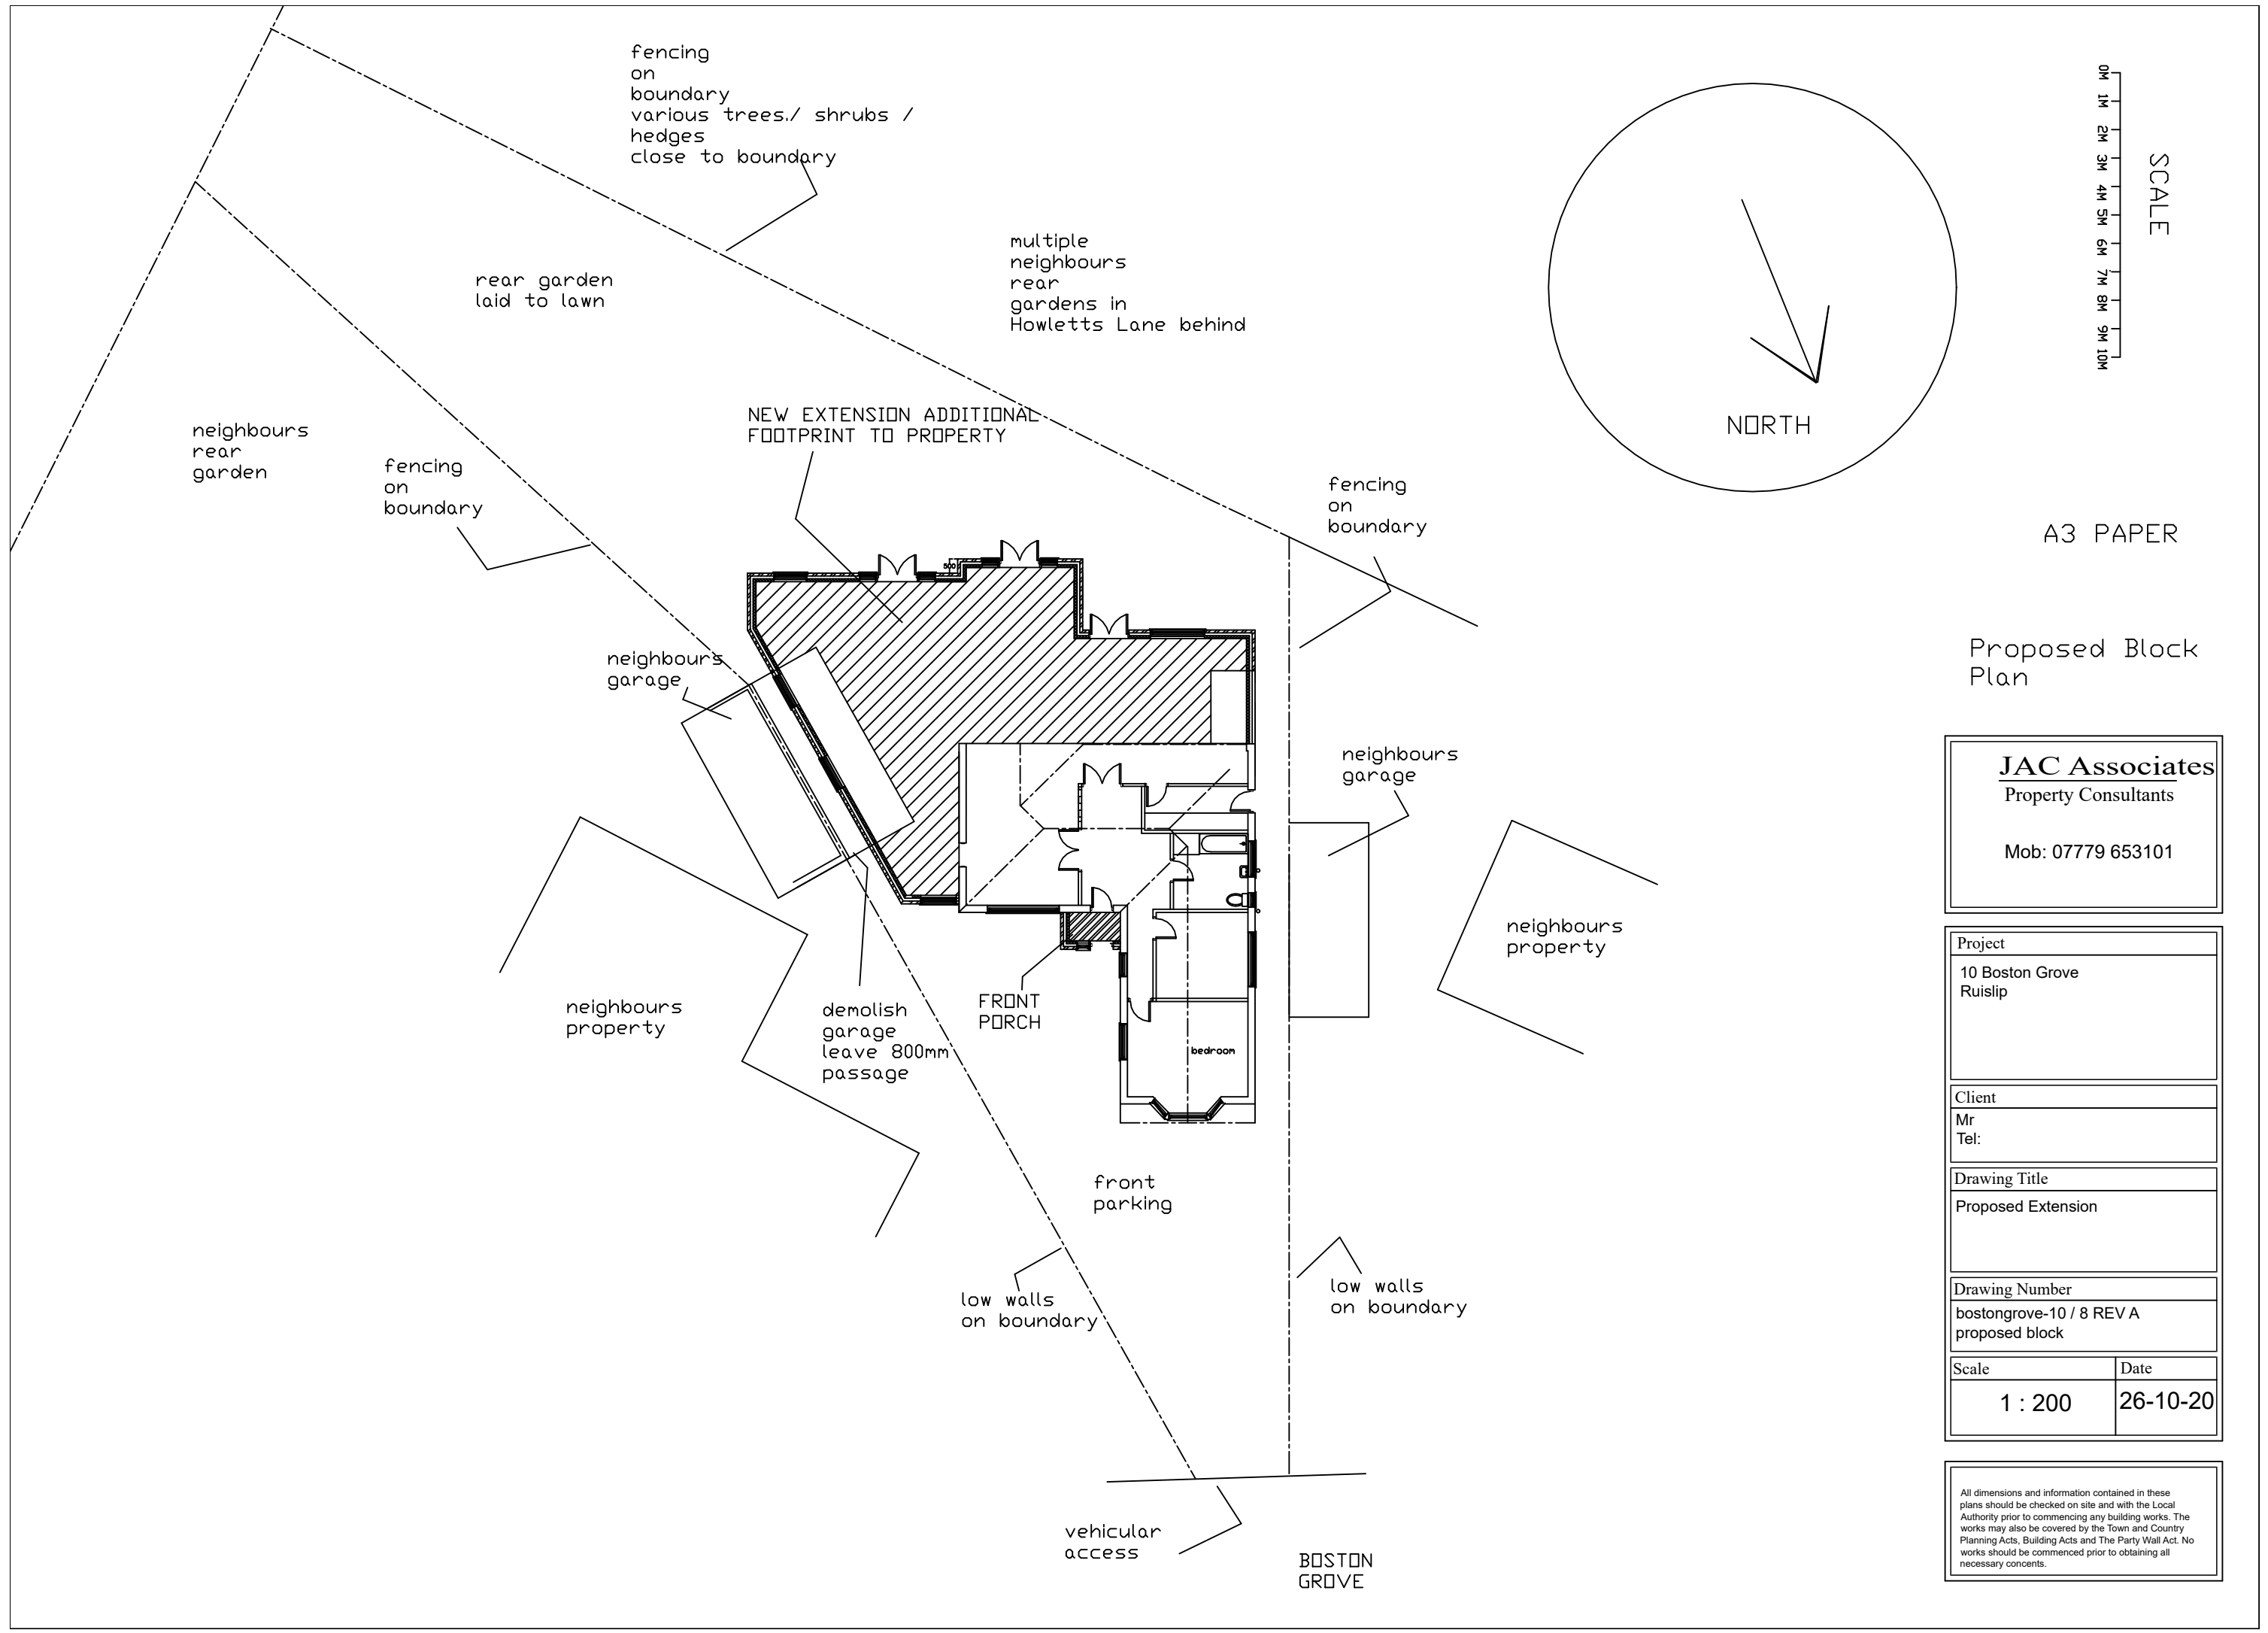 fencing
on
boundary
various trees./ shrubs /
hedges
close to boundary
rear garden
laid to lawn
multiple
neighbours
rear
gardens in
Howletts Lane behind
NEW EXTENSION ADDITIONAL
FOOTPRINT TO PROPERTY
neighbours
rear
garden
fencing
on
boundary
fencing
on
boundary
500
neighbours
garage
neighbours
garage
neighbours
property
neighbours
property
demolish
garage
leave 800mm
passage
FRONT
PORCH
bedroom
front
parking
low walls
on boundary
low walls
on boundary
vehicular
access
BOSTON
GROVE
NORTH
0M
1M
2M
3M
4M
5M
6M
7M
8M
9M
10M
SCALE
A3 PAPER
Proposed Block
Plan
JAC Associates
Property Consultants
Mob: 07779 653101
Project
10 Boston Grove
Ruislip
Client
Mr
Tel:
Drawing Title
Proposed Extension
Drawing Number
bostongrove-10 / 8 REV A
proposed block
Scale
Date
1 : 200
26-10-20
All dimensions and information contained in these
plans should be checked on site and with the Local
Authority prior to commencing any building works. The
works may also be covered by the Town and Country
Planning Acts, Building Acts and The Party Wall Act. No
works should be commenced prior to obtaining all
necessary concents.